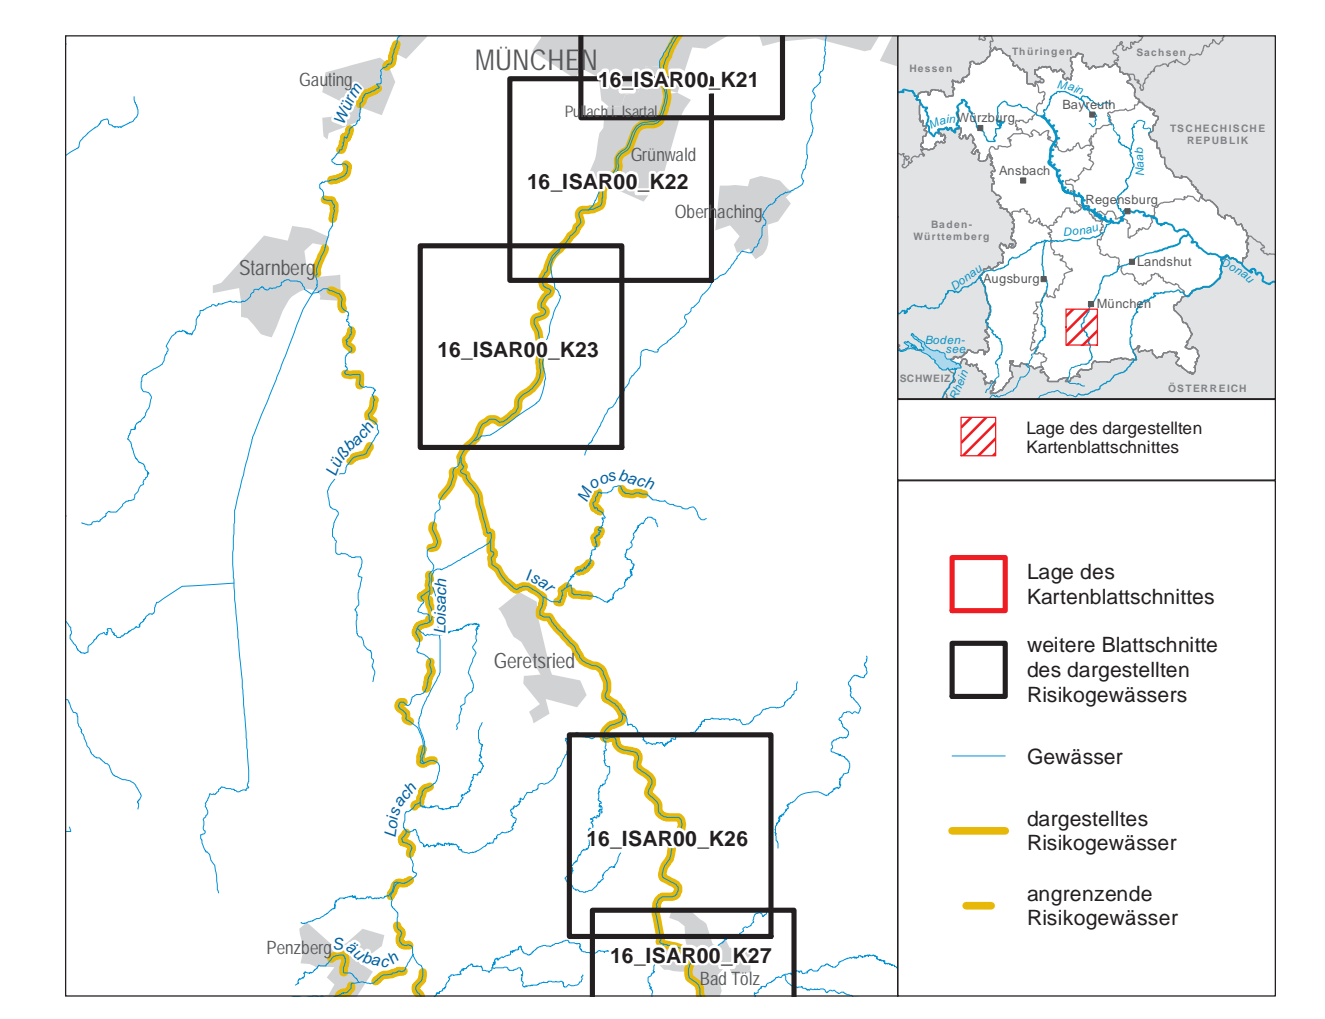 MÜNCHEN
Gauting
Würm
16_ISAR00_K21
Pullach i. Isartal
Grünwald
16_ISAR00_K22
Oberhaching
Starnberg
16_ISAR00_K23
Lüßbach
Moosbach
Isar
Loisach
Geretsried
Loisach
16_ISAR00_K26
Penzberg
Säubach
16_ISAR00_K27
Bad Tölz
Thüringen
Sachsen
Hessen
Main
Bayreuth
Main
Würzburg
TSCHECHISCHE
REPUBLIK
Naab
Ansbach
Regensburg
Baden-
Württemberg
Donau
Landshut
Donau
Augsburg
Donau
München
Boden-
see
SCHWEIZ
Rhein
ÖSTERREICH
Lage des dargestellten
Kartenblattschnittes
Lage des
Kartenblattschnittes
weitere Blattschnitte
des dargestellten
Risikogewässers
Gewässer
dargestelltes
Risikogewässer
angrenzende
Risikogewässer